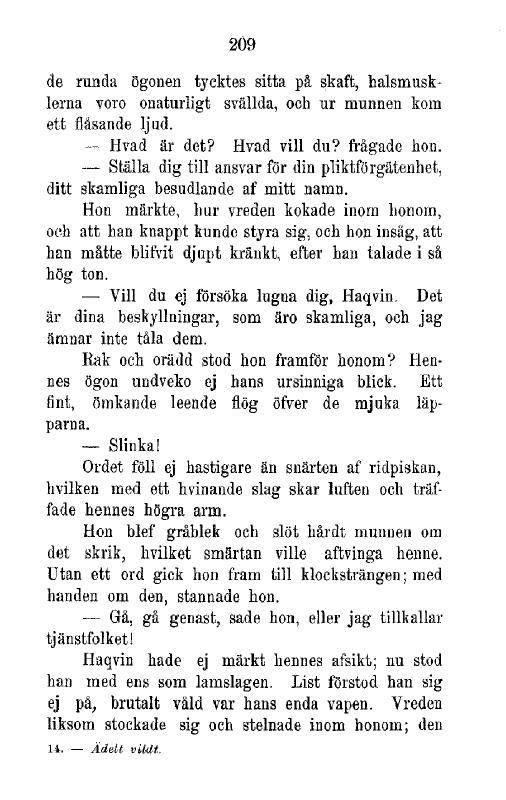 209
de runda ögonen tycktes sitta på skaft, halsmusk-
lerna voro onaturligt svällda, och ur munnen kom
ett flåsande ljud.
— Hvad är det? Hvad vill du? frågade hon.
— Ställa dig till ansvar för din pliktförgätenhet,
ditt skamliga besudlande af mitt namn.
Hon märkte, hur vreden kokade inom honom,
och att han knappt kunde styra sig, och hon insåg, att
han måtte blifvit djupt kränkt, efter han talade i så
hög ton.
— Vill du ej försöka lugna dig, Haqvin. Det
är dina beskyllningar, som äro skamliga, och jag
ämnar inte tåla dem.
Rak och orädd stod hon framför honom? Hen-
nes ögon undveko ej hans ursinniga blick. Ett
fint, ömkande leende flög öfver de mjuka läp-
parna.
— Slinka!
Ordet föll ej hastigare än snärten af ridpiskan,
hvilken med ett hvinande slag skar luften och träf-
fade hennes högra arm.
Hon blef gråblek och slöt hårdt munnen om
det skrik, hvilket smärtan ville aftvinga henne.
Utan ett ord gick hon fram till klocksträngen; med
handen om den, stannade hon.
— Gå, gå genast, sade hon, eller jag tillkallar
tjänstfolket!
Haqvin hade ej märkt hennes afsikt; nu stod
han med ens som lamslagen. List förstod han sig
ej på, brutalt våld var hans enda vapen. Vreden
liksom stockade sig och stelnade inom honom; den
14. — Ädelt vildt.